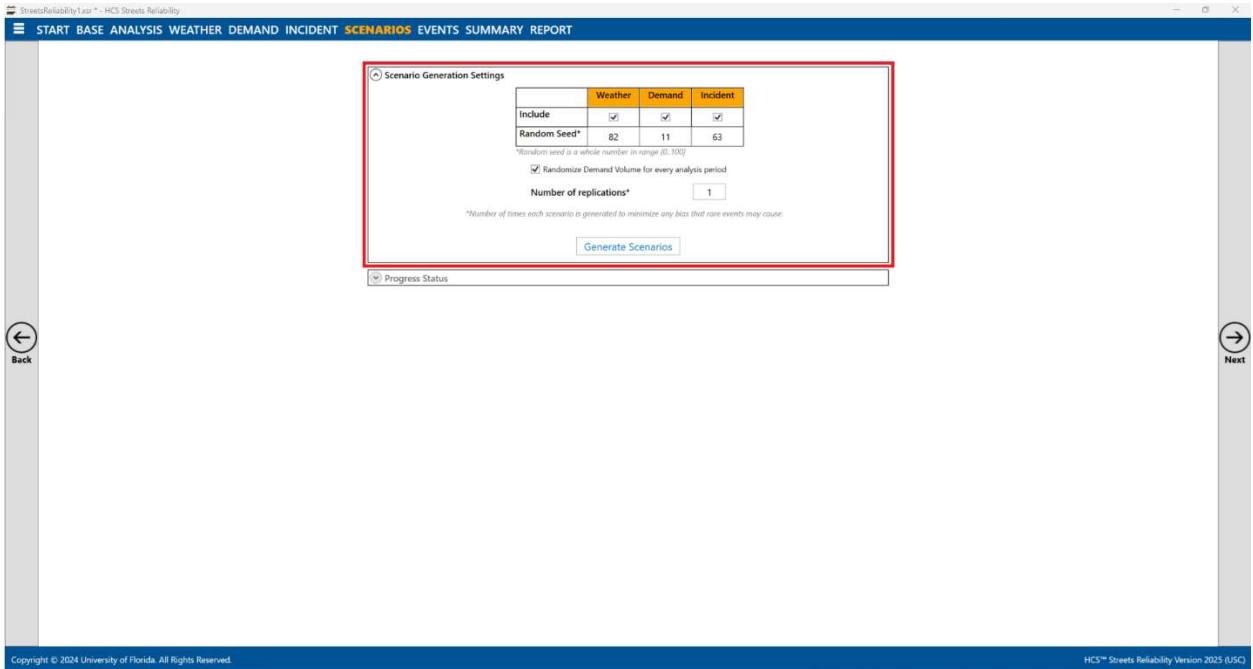 StreetsReliability1.xsr * - HCS Streets Reliability
START BASE ANALYSIS WEATHER DEMAND INCIDENT SCENARIOS EVENTS SUMMARY REPORT
Scenario Generation Settings
Weather Demand Incident
Include
Random Seed* 82 11 63
*Random seed is a whole number in range [0..100]
Randomize Demand Volume for every analysis period
Number of replications* 1
*Number of times each scenario is generated to minimize any bias that rare events may cause.
Generate Scenarios
Progress Status
Back
Next
Copyright © 2024 University of Florida. All Rights Reserved.
HCS™ Streets Reliability Version 2025 (USC)